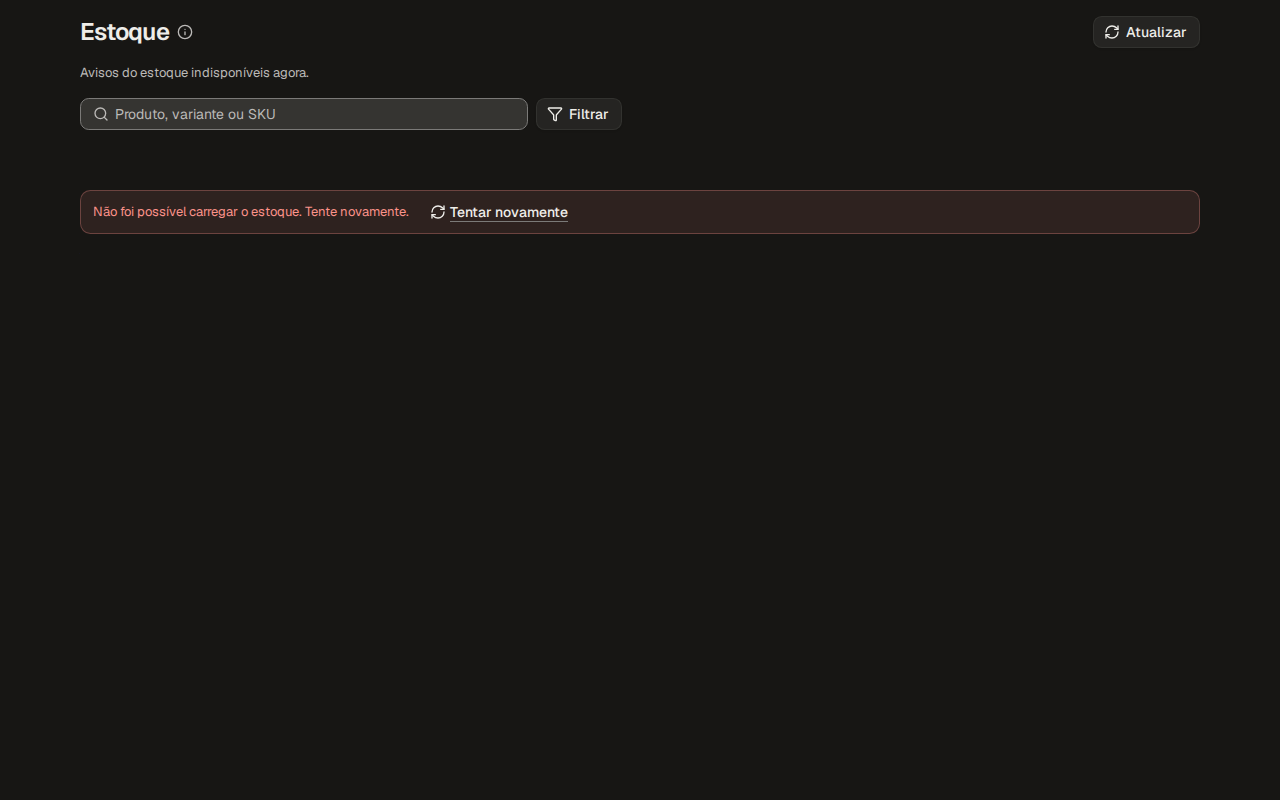 Estoque
Atualizar
Avisos do estoque indisponíveis agora.
Produto, variante ou SKU
Filtrar
Não foi possível carregar o estoque. Tente novamente.
Tentar novamente